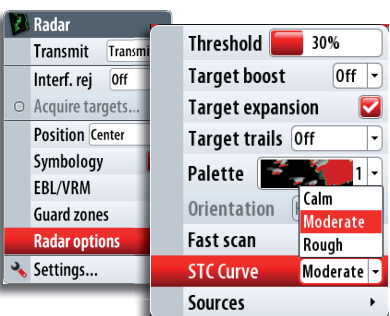 Radar
Transmit Transmi
Interf. rej Off
Acquire targets...
Position Center
Symbology
EBL/VRM
Guard zones
Radar options
Settings...
Threshold 30%
Target boost Off
Target expansion
Target trails Off
Palette 1
Orientation
Fast scan
STC Curve Moderate
Sources
Calm
Moderate
Rough